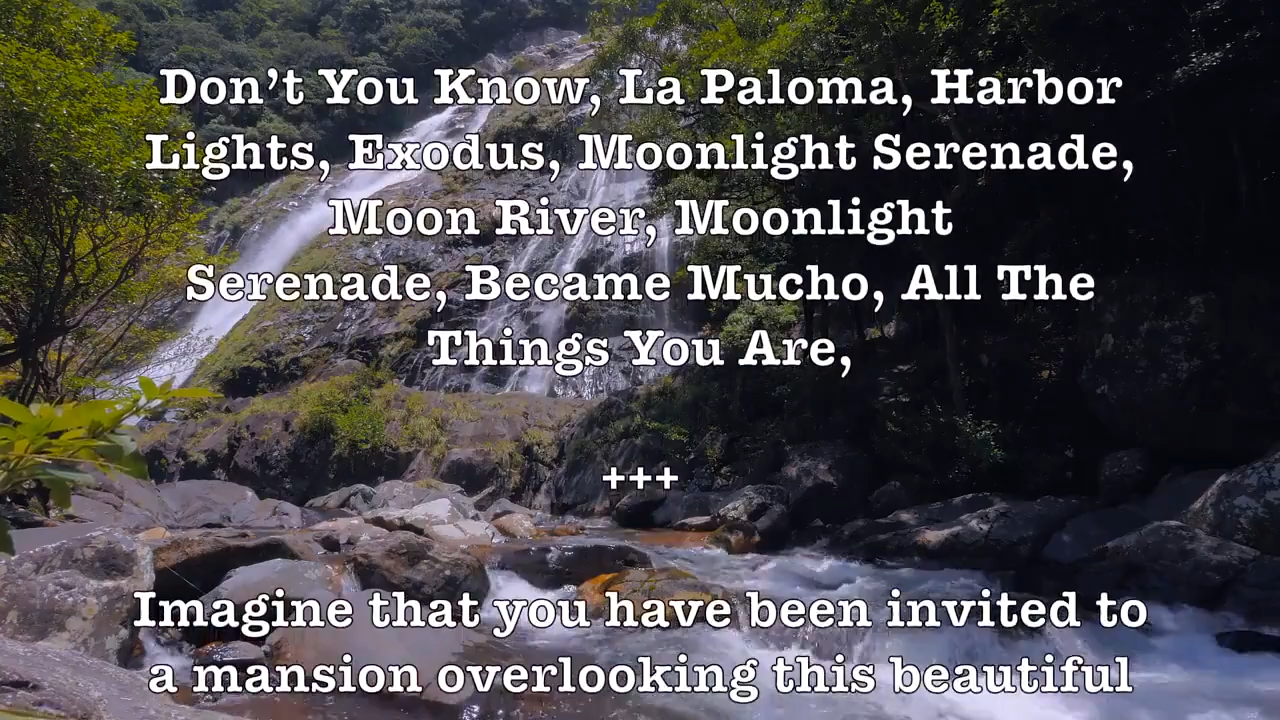 Don’t You Know, La Paloma, Harbor
Lights, Exodus, Moonlight Serenade,
Moon River, Moonlight
Serenade, Became Mucho, All The
Things You Are,
+++
Imagine that you have been invited to
a mansion overlooking this beautiful